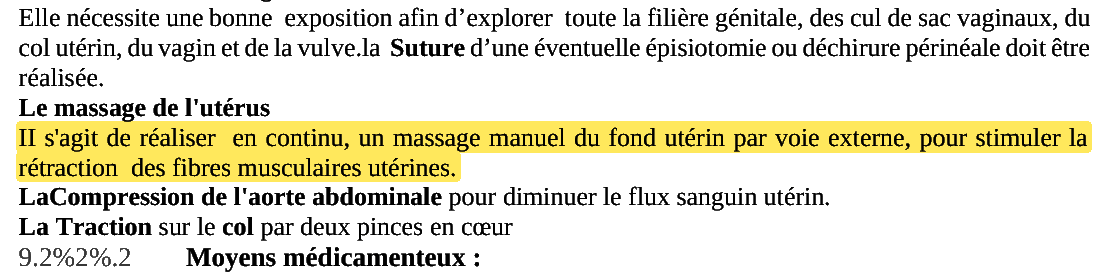 Elle nécessite une bonne  exposition afin d’explorer  toute la filière génitale, des cul de sac vaginaux, du
col utérin, du vagin et de la vulve.la  Suture d’une éventuelle épisiotomie ou déchirure périnéale doit être
réalisée.
Le massage de l'utérus
II s'agit de réaliser  en continu, un massage manuel du fond utérin par voie externe, pour stimuler la
rétraction  des fibres musculaires utérines.
LaCompression de l'aorte abdominale pour diminuer le flux sanguin utérin.
La Traction sur le col par deux pinces en cœur
9.2%2%.2 Moyens médicamenteux :